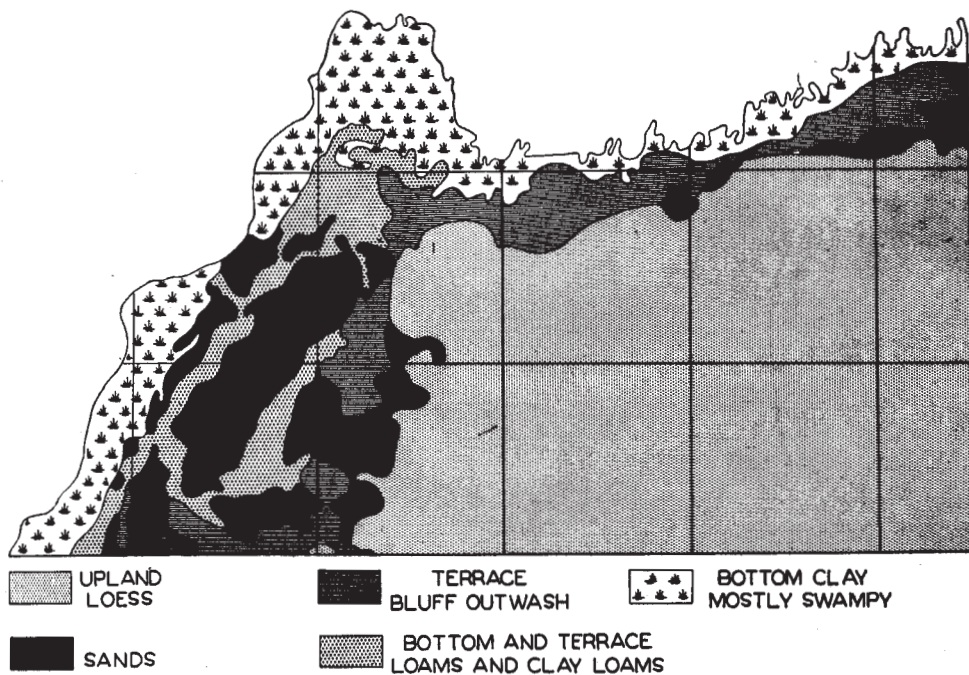 UPLAND
LOESS
TERRACE
BLUFF OUTWASH
BOTTOM CLAY
MOSTLY SWAMPY
SANDS
BOTTOM AND TERRACE
LOAMS AND CLAY LOAMS